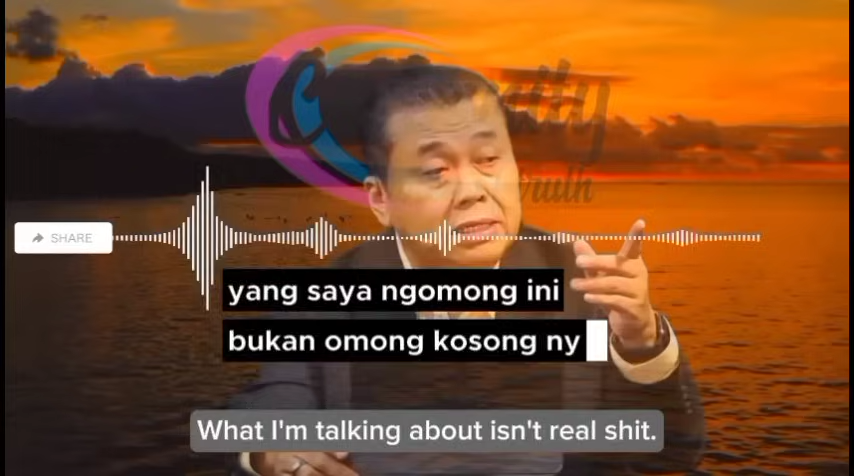 SHARE
yang saya ngomong ini
bukan omong kosong ny
What I'm talking about isn't real shit.